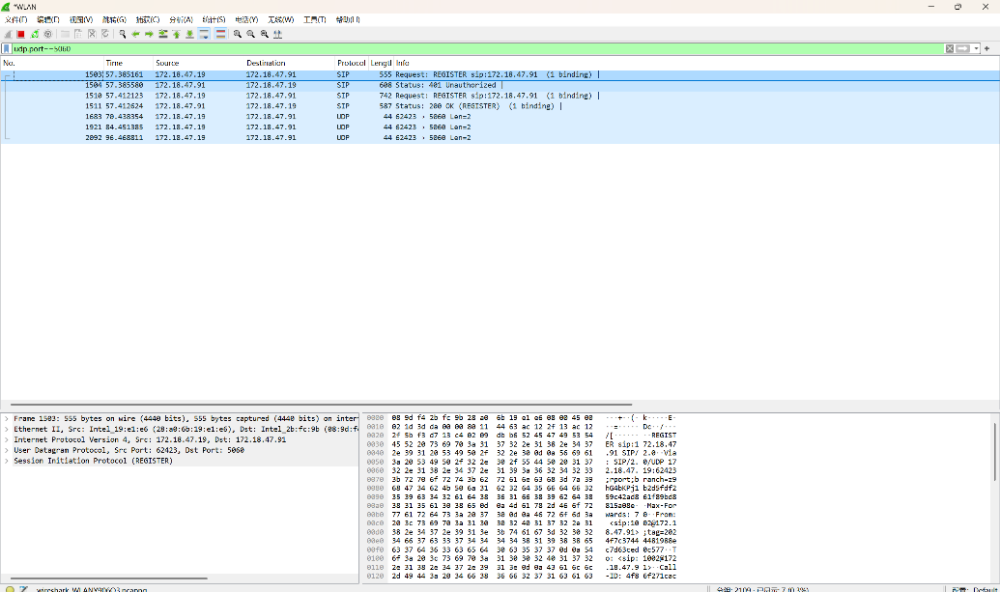 *WLAN
文件(F) 编辑(E) 视图(V) 跳转(G) 捕获(C) 分析(A) 统计(S) 电话(Y) 无线(W) 工具(T) 帮助(H)
udp.port==5060
No. Time Source Destination Protocol Lengtl Info
1503 57.385161 172.18.47.19 172.18.47.91 SIP 555 Request: REGISTER sip:172.18.47.91 (1 binding) |
1504 57.385580 172.18.47.91 172.18.47.19 SIP 608 Status: 401 Unauthorized |
1510 57.412123 172.18.47.19 172.18.47.91 SIP 742 Request: REGISTER sip:172.18.47.91 (1 binding) |
1511 57.412624 172.18.47.91 172.18.47.19 SIP 587 Status: 200 OK (REGISTER) (1 binding) |
1683 70.438354 172.18.47.19 172.18.47.91 UDP 44 62423 → 5060 Len=2
1921 84.451385 172.18.47.19 172.18.47.91 UDP 44 62423 → 5060 Len=2
2092 96.468811 172.18.47.19 172.18.47.91 UDP 44 62423 → 5060 Len=2
Frame 1503: 555 bytes on wire (4440 bits), 555 bytes captured (4440 bits) on inter
Ethernet II, Src: Intel_19:e1:e6 (28:a0:6b:19:e1:e6), Dst: Intel_2b:fc:9b (08:9d:f4
Internet Protocol Version 4, Src: 172.18.47.19, Dst: 172.18.47.91
User Datagram Protocol, Src Port: 62423, Dst Port: 5060
Session Initiation Protocol (REGISTER)
0000 08 9d f4 2b fc 9b 28 a0 6b 19 e1 e6 08 00 45 00 ···+··(· k·····E·
0010 02 1d 3d da 00 00 80 11 44 63 ac 12 2f 13 ac 12 ··=····· Dc··/···
0020 2f 5b f3 d7 13 c4 02 09 db b6 52 45 47 49 53 54 /[······ ··REGIST
0030 45 52 20 73 69 70 3a 31 37 32 2e 31 38 2e 34 37 ER sip:1 72.18.47
0040 2e 39 31 20 53 49 50 2f 32 2e 30 0d 0a 56 69 61 .91 SIP/ 2.0··Via
0050 3a 20 53 49 50 2f 32 2e 30 2f 55 44 50 20 31 37 : SIP/2. 0/UDP 17
0060 32 2e 31 38 2e 34 37 2e 31 39 3a 36 32 34 32 33 2.18.47. 19:62423
0070 3b 72 70 6f 72 74 3b 62 72 61 6e 63 68 3d 7a 39 ;rport;b ranch=z9
0080 68 47 34 62 4b 50 6a 31 62 32 64 35 66 64 66 32 hG4bKPj1 b2d5fdf2
0090 35 39 63 34 32 61 64 38 36 31 66 38 39 62 64 38 59c42ad8 61f89bd8
00a0 38 31 35 61 30 38 65 0d 0a 4d 61 78 2d 46 6f 72 815a08e· ·Max-For
00b0 77 61 72 64 73 3a 20 37 30 0d 0a 46 72 6f 6d 3a wards: 7 0··From:
00c0 20 3c 73 69 70 3a 31 30 30 32 40 31 37 32 2e 31 <sip:10 02@172.1
00d0 38 2e 34 37 2e 39 31 3e 3b 74 61 67 3d 32 30 32 8.47.91> ;tag=202
00e0 34 66 37 63 33 37 34 34 34 34 38 31 39 38 38 65 4f7c3744 4481988e
00f0 63 37 64 36 33 63 65 64 30 63 35 37 37 0d 0a 54 c7d63ced 0c577··T
0100 6f 3a 20 3c 73 69 70 3a 31 30 30 32 40 31 37 32 o: <sip: 1002@172
0110 2e 31 38 2e 34 37 2e 39 31 3e 0d 0a 43 61 6c 6c .18.47.9 1>··Call
0120 2d 49 44 3a 20 34 66 38 36 66 32 37 31 63 61 63 -ID: 4f8 6f271cac